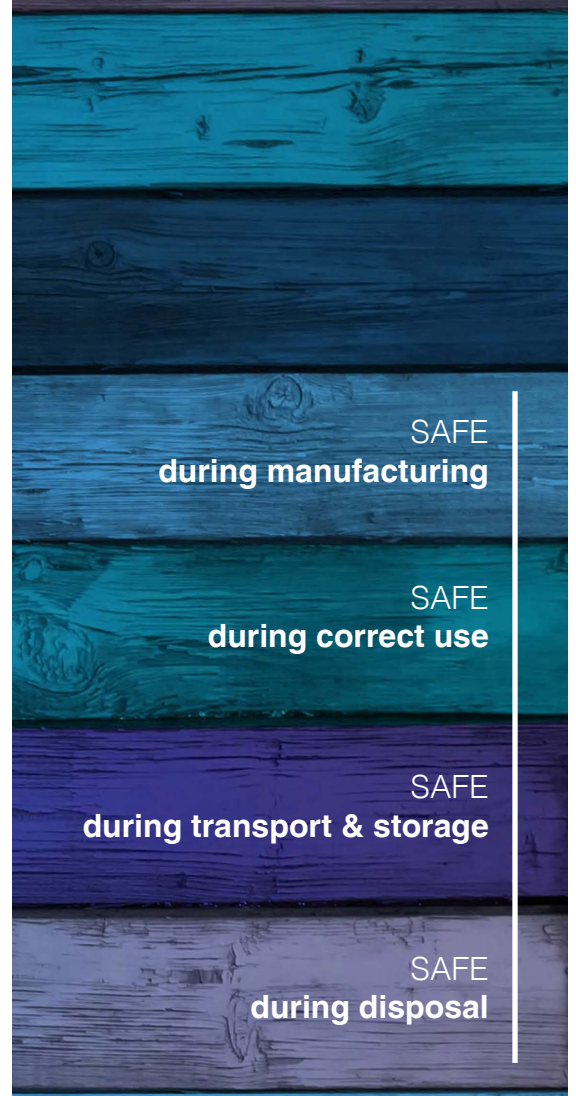 SAFE
during manufacturing
SAFE
during correct use
SAFE
during transport & storage
SAFE
during disposal